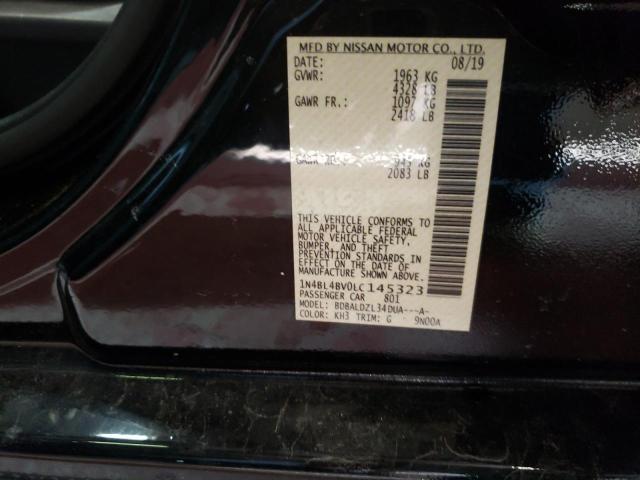 MFD BY NISSAN MOTOR CO., LTD.
DATE: 08/19
GVWR: 1963 KG
4328 LB
GAWR FR.: 1097 KG
2418 LB
GAWR KG
2083 LB
THIS VEHICLE CONFORMS TO
ALL APPLICABLE FEDERAL
MOTOR VEHICLE SAFETY,
BUMPER, AND THEFT
PREVENTION STANDARDS IN
EFFECT ON THE DATE OF
MANUFACTURE SHOWN ABOVE.
1N4BL4BV0LC145323
PASSENGER CAR 801
MODEL: BDBALDZL34DUA---A-
COLOR: KH3 TRIM: G 9N00A